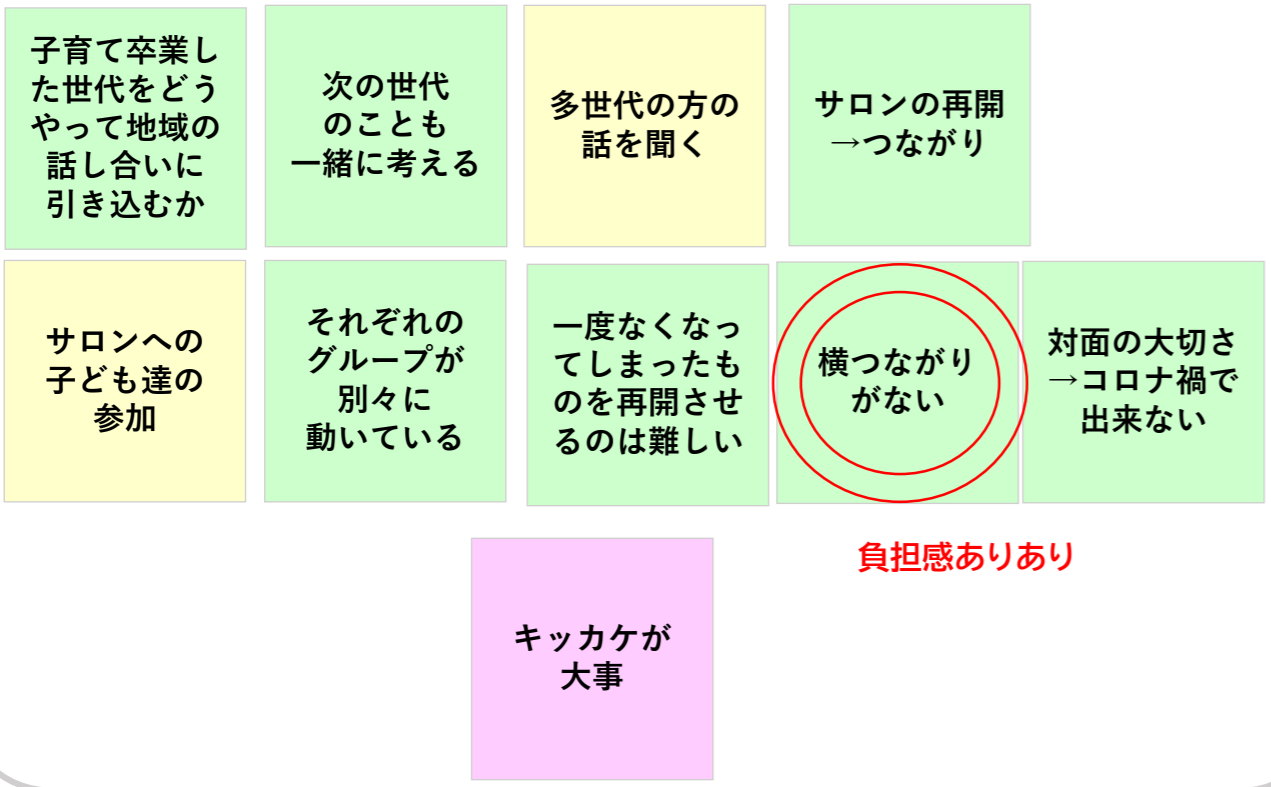 子育て卒業し
た世代をどう
やって地域の
話し合いに
引き込むか
次の世代
のことも
一緒に考える
多世代の方の
話を聞く
サロンの再開
→つながり
サロンへの
子ども達の
参加
それぞれの
グループが
別々に
動いている
一度なくなっ
てしまったも
のを再開させ
るのは難しい
横つながり
がない
対面の大切さ
→コロナ禍で
出来ない
負担感ありあり
キッカケが
大事